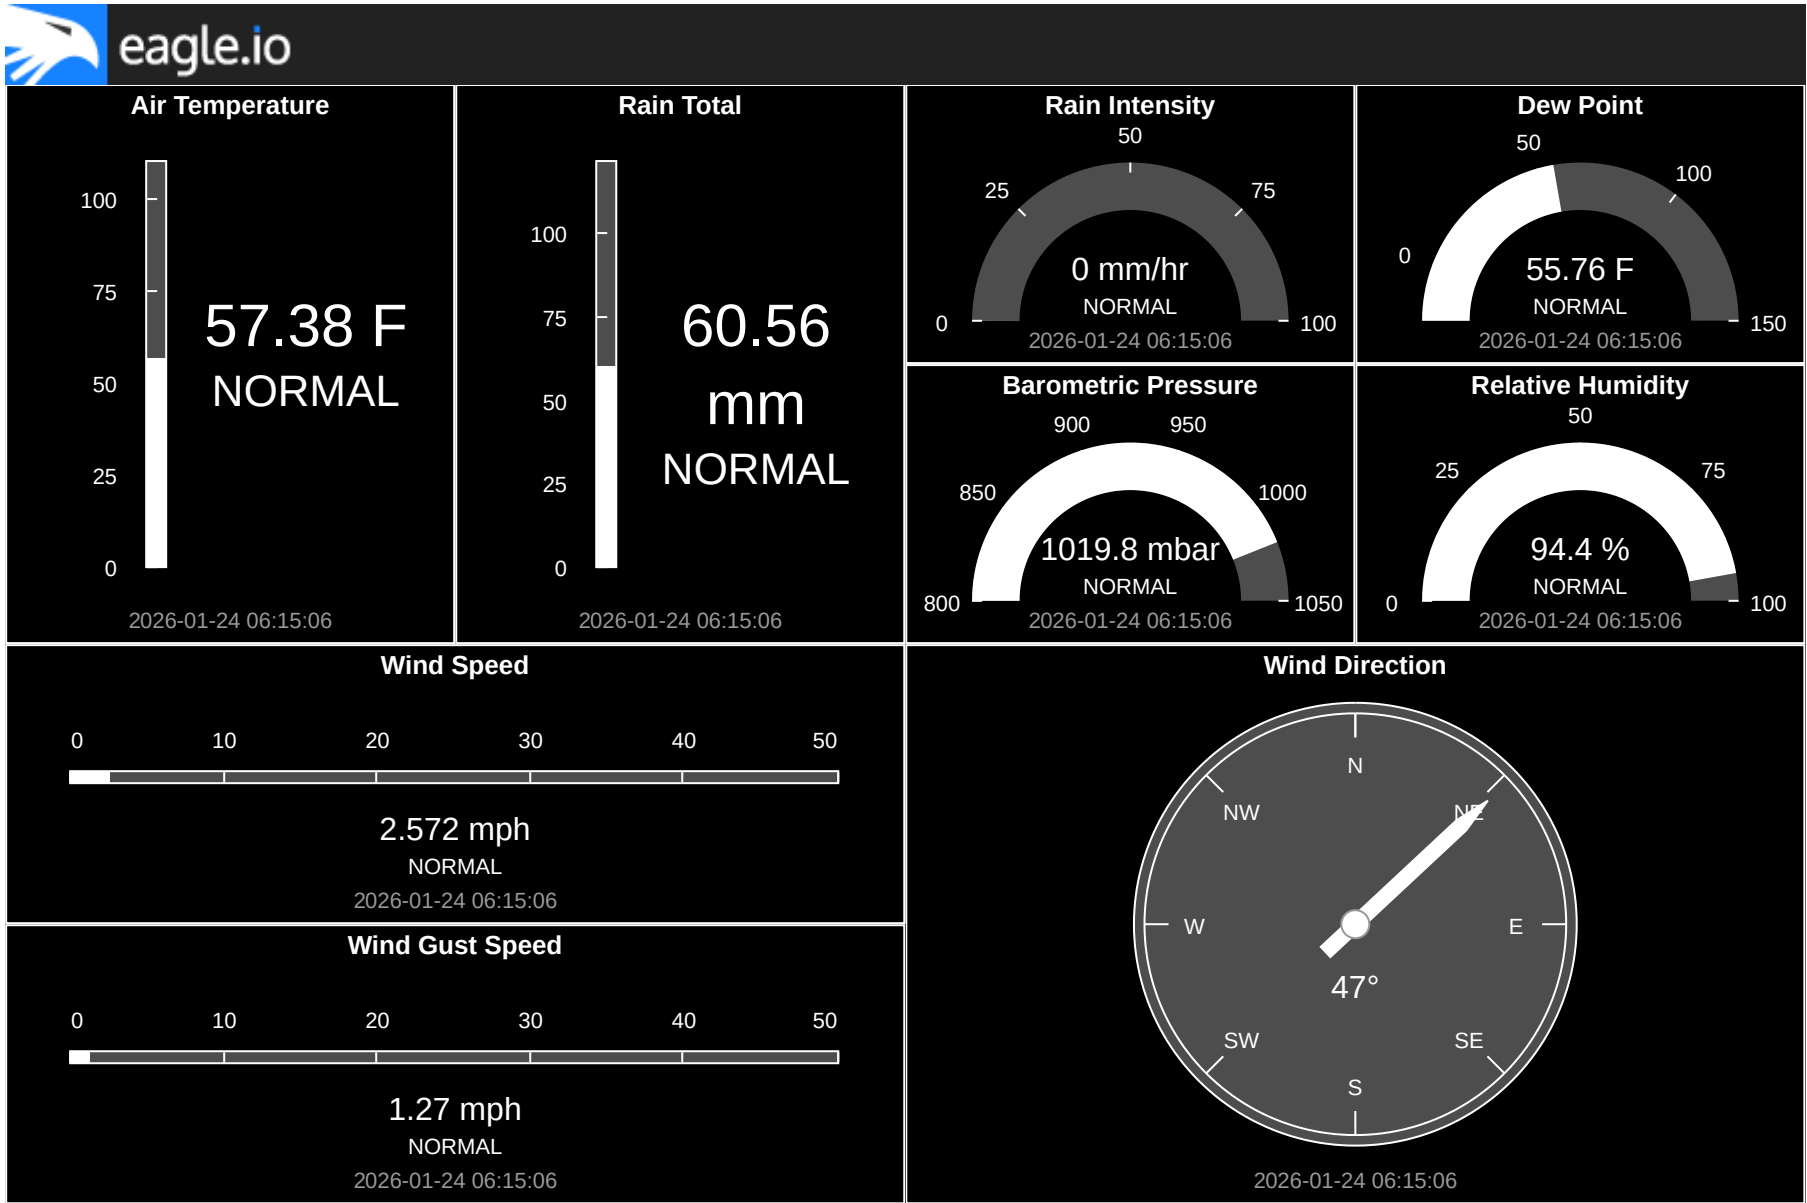 eagle.io
Air Temperature
100
75
50
25
0
57.38 F
NORMAL
2026-01-24 06:15:06
Rain Total
100
75
50
25
0
60.56
mm
NORMAL
2026-01-24 06:15:06
Rain Intensity
50
25
75
0
100
0 mm/hr
NORMAL
2026-01-24 06:15:06
Dew Point
50
100
0
150
55.76 F
NORMAL
2026-01-24 06:15:06
Barometric Pressure
900
950
850
1000
800
1050
1019.8 mbar
NORMAL
2026-01-24 06:15:06
Relative Humidity
50
25
75
0
100
94.4 %
NORMAL
2026-01-24 06:15:06
Wind Speed
0 10 20 30 40 50
2.572 mph
NORMAL
2026-01-24 06:15:06
Wind Gust Speed
0 10 20 30 40 50
1.27 mph
NORMAL
2026-01-24 06:15:06
Wind Direction
N
NW
NE
W
E
47°
SW
SE
S
2026-01-24 06:15:06